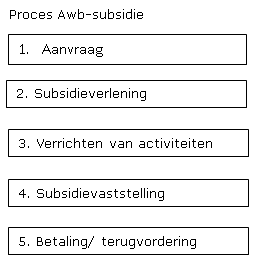 Proces Awb-subsidie
1. Aanvraag
2. Subsidieverlening
3. Verrichten van activiteiten
4. Subsidievaststelling
5. Betaling/ terugvordering